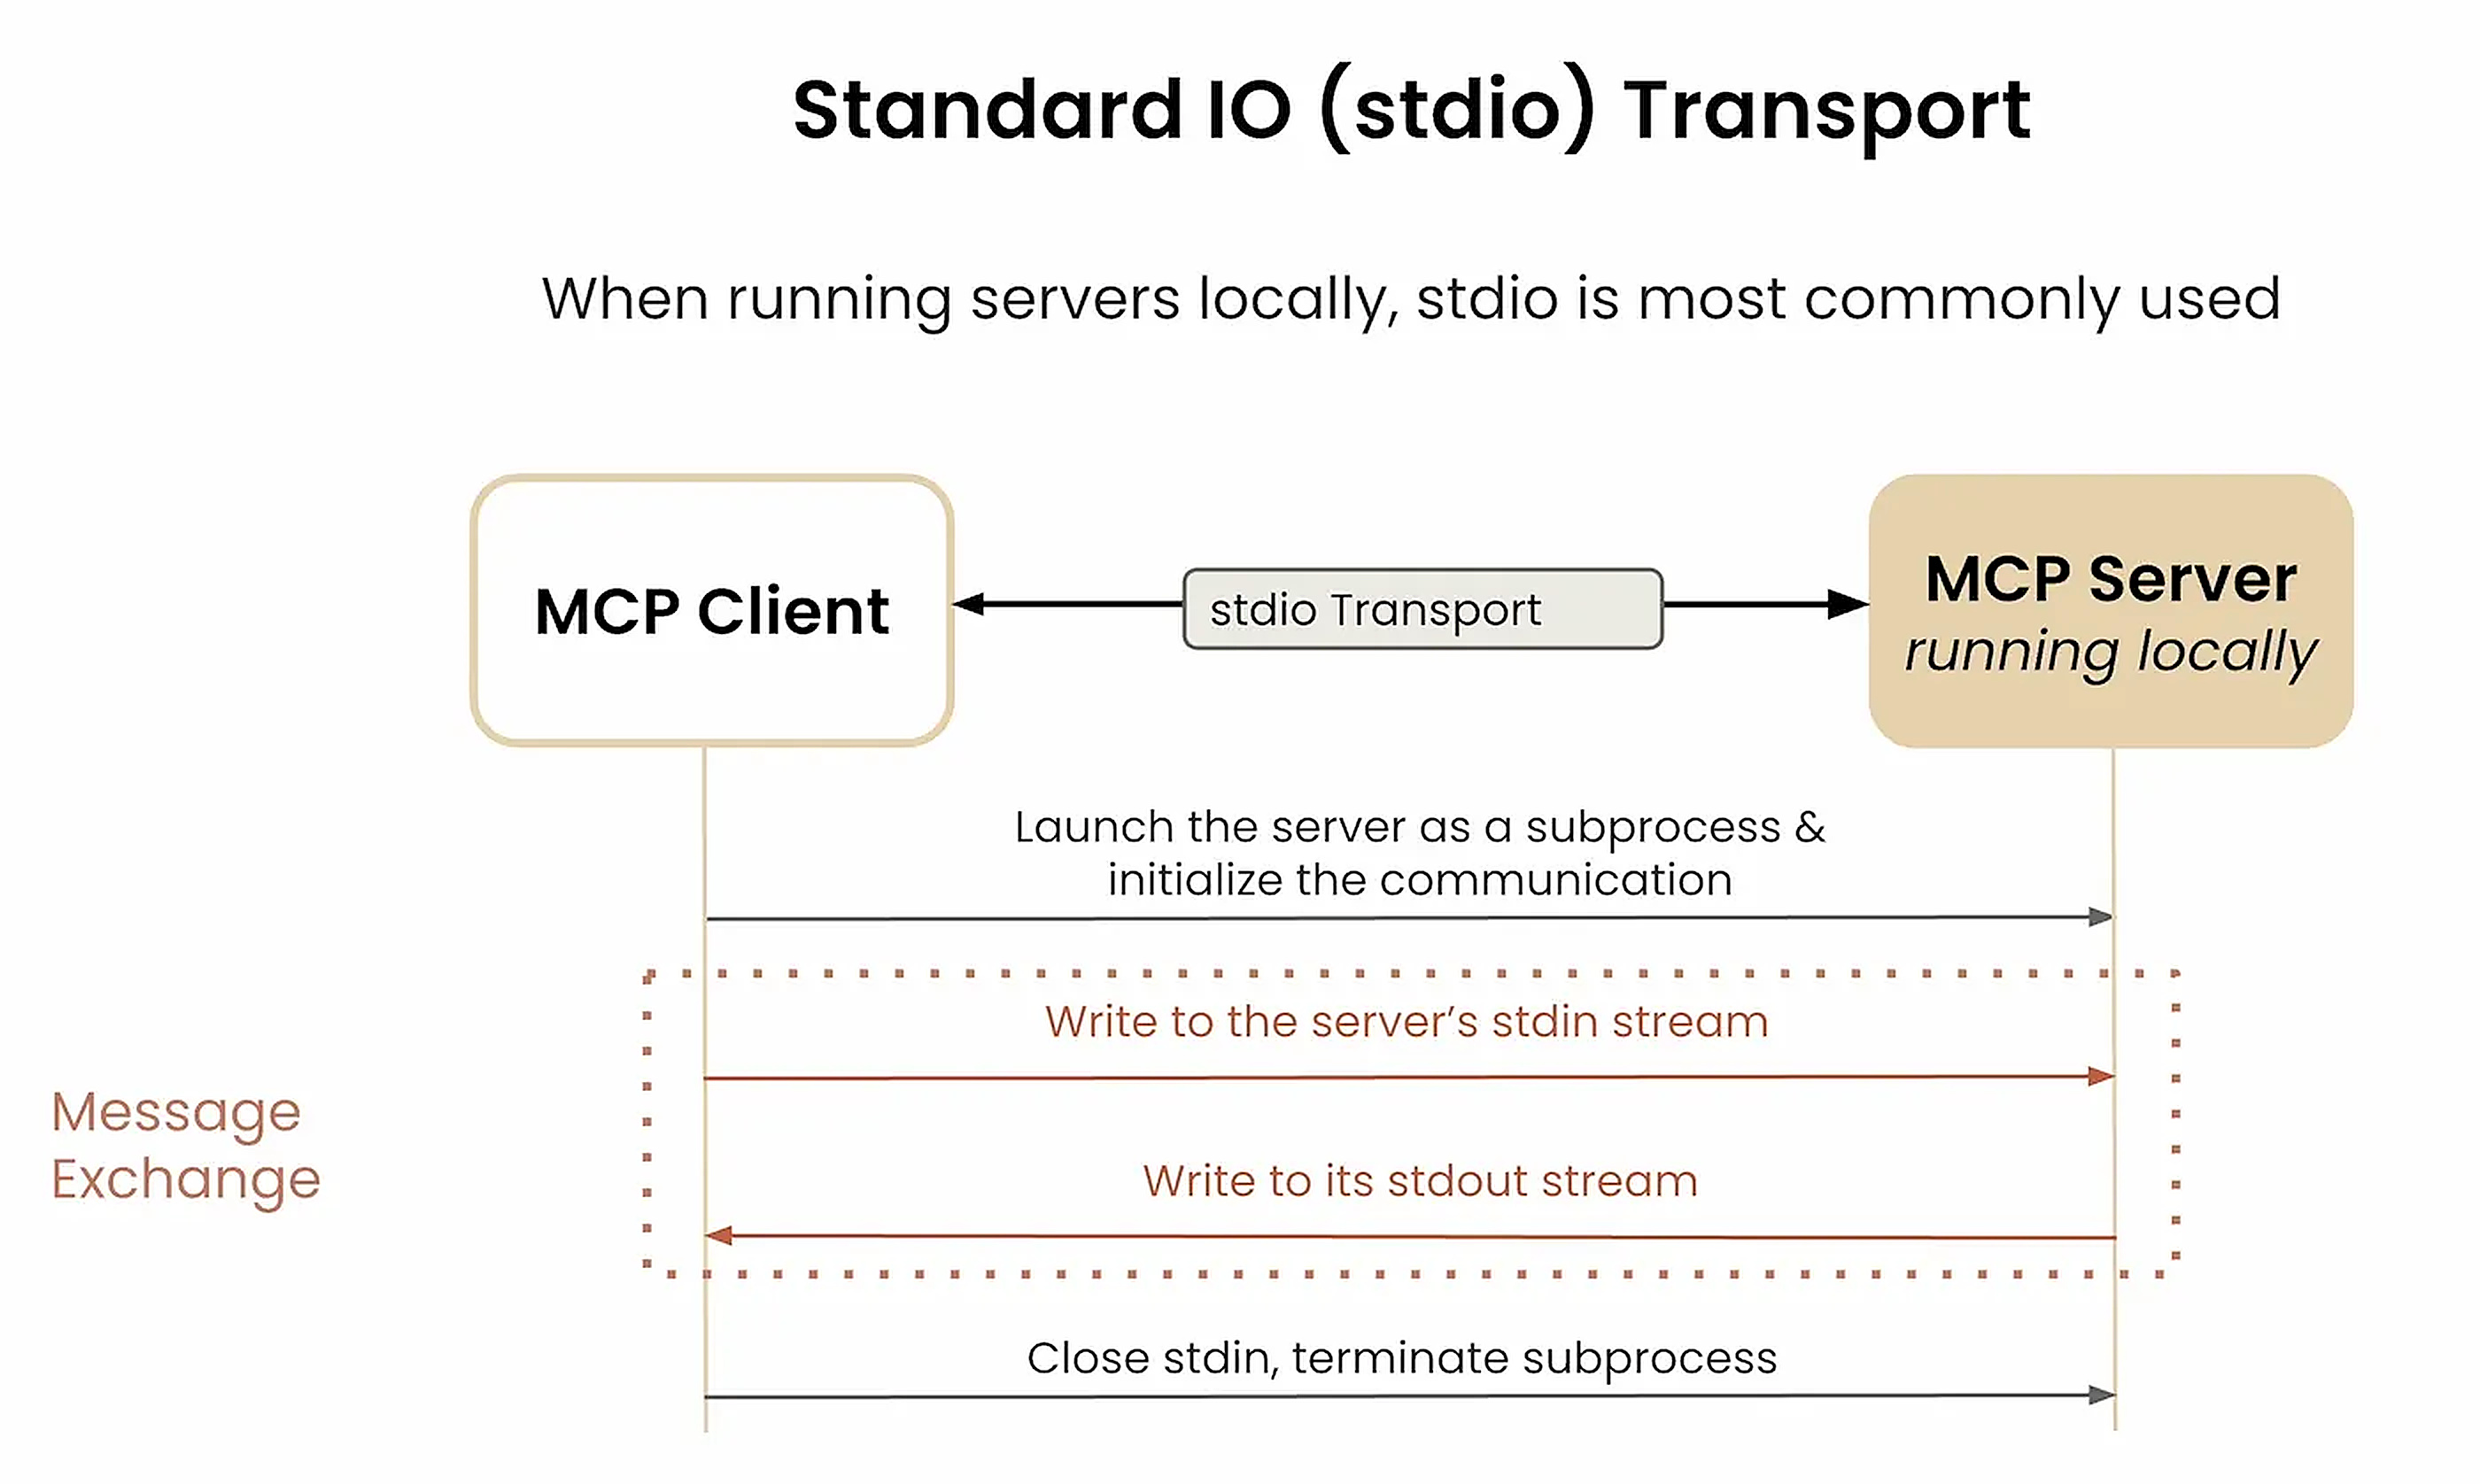 Standard IO (stdio) Transport
When running servers locally, stdio is most commonly used
MCP Client
stdio Transport
MCP Server
running locally
Launch the server as a subprocess &
initialize the communication
Message
Exchange
Write to the server’s stdin stream
Write to its stdout stream
Close stdin, terminate subprocess